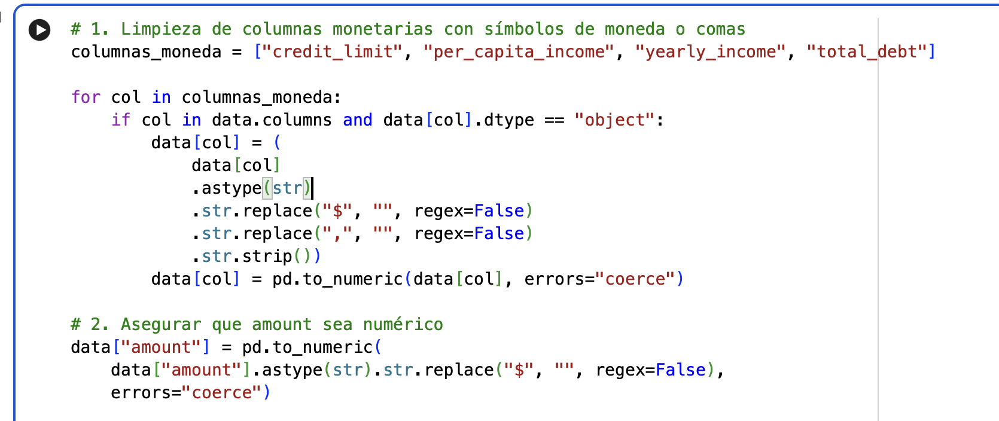 # 1. Limpieza de columnas monetarias con símbolos de moneda o comas
columnas_moneda = ["credit_limit", "per_capita_income", "yearly_income", "total_debt"]
for col in columnas_moneda:
    if col in data.columns and data[col].dtype == "object":
        data[col] = (
            data[col]
            .astype(str)
            .str.replace("$", "", regex=False)
            .str.replace(",", "", regex=False)
            .str.strip())
        data[col] = pd.to_numeric(data[col], errors="coerce")
# 2. Asegurar que amount sea numérico
data["amount"] = pd.to_numeric(
    data["amount"].astype(str).str.replace("$", "", regex=False),
    errors="coerce")